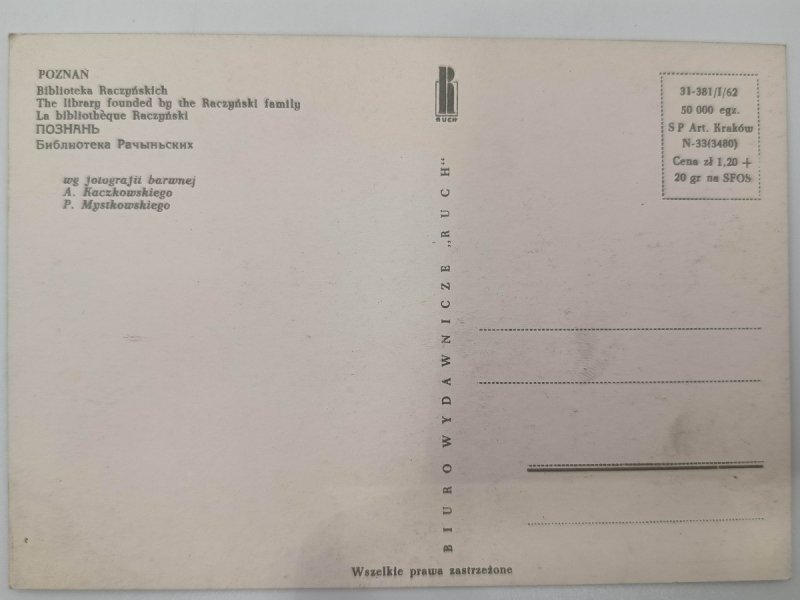 POZNAŃ
Biblioteka Raczyńskich
The library founded by the Raczyński family
La bibliothèque Raczyński
ПОЗНАНЬ
Библиотека Рачыньских
wg fotografii barwnej
A. Kaczkowskiego
P. Mystkowskiego
R
RUCH
BIURO WYDAWNICZE „RUCH"
31-381/I/62
50 000 egz.
S P Art. Kraków
N-33(3480)
Cena zł 1,20 +
20 gr na SFOS
Wszelkie prawa zastrzeżone